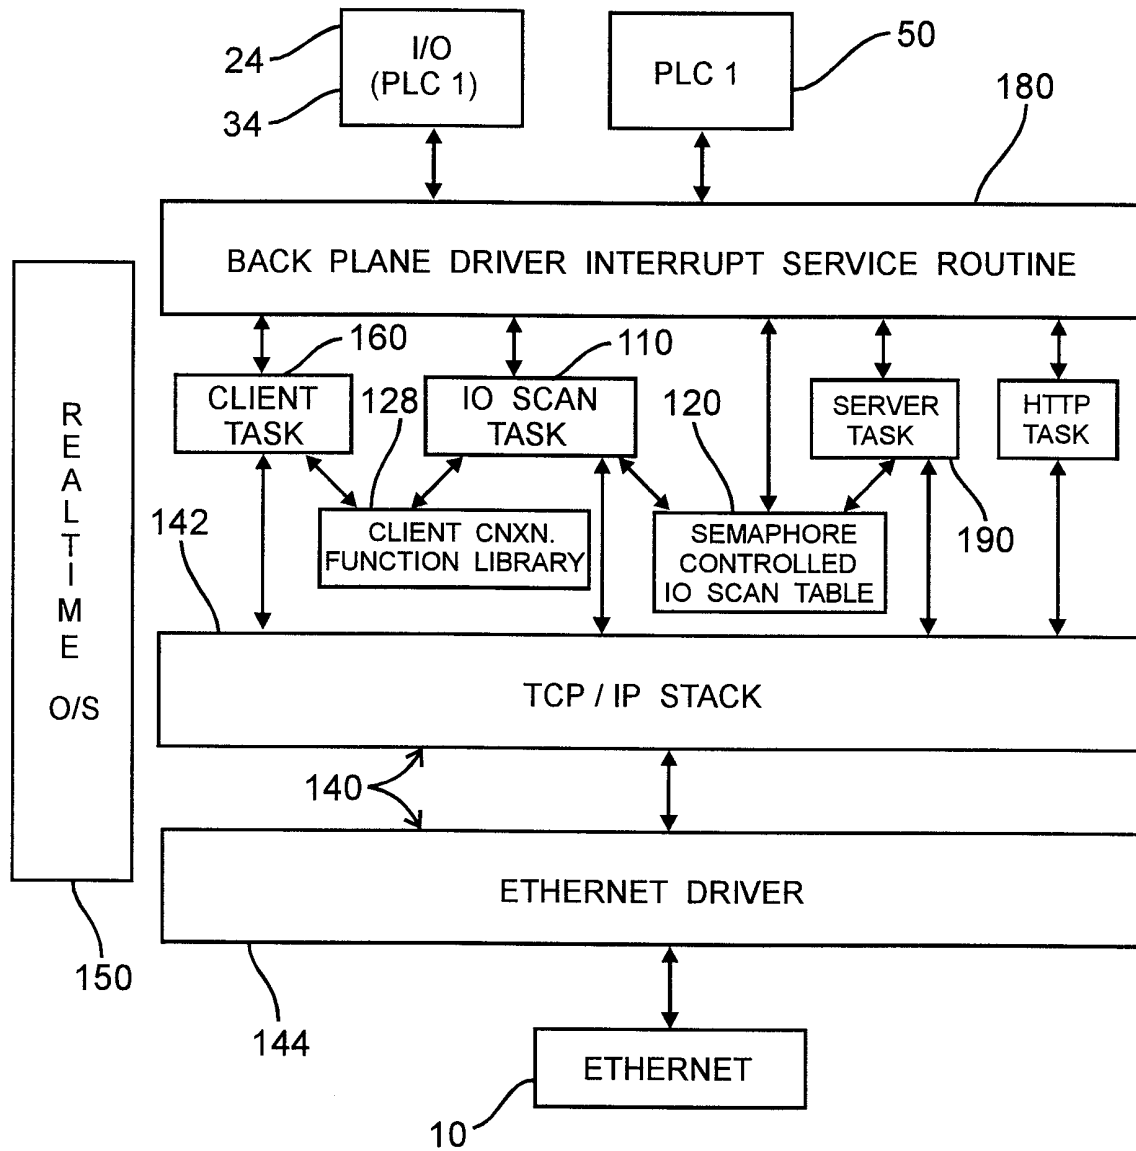 24
I/O
(PLC 1)
34
PLC 1
50
180
BACK PLANE DRIVER INTERRUPT SERVICE ROUTINE
160
110
CLIENT
TASK
128
IO SCAN
TASK
120
SERVER
TASK
HTTP
TASK
REALTIME
O/S
142
CLIENT CNXN.
FUNCTION LIBRARY
SEMAPHORE
CONTROLLED
IO SCAN TABLE
190
TCP / IP STACK
140
ETHERNET DRIVER
150
144
ETHERNET
10